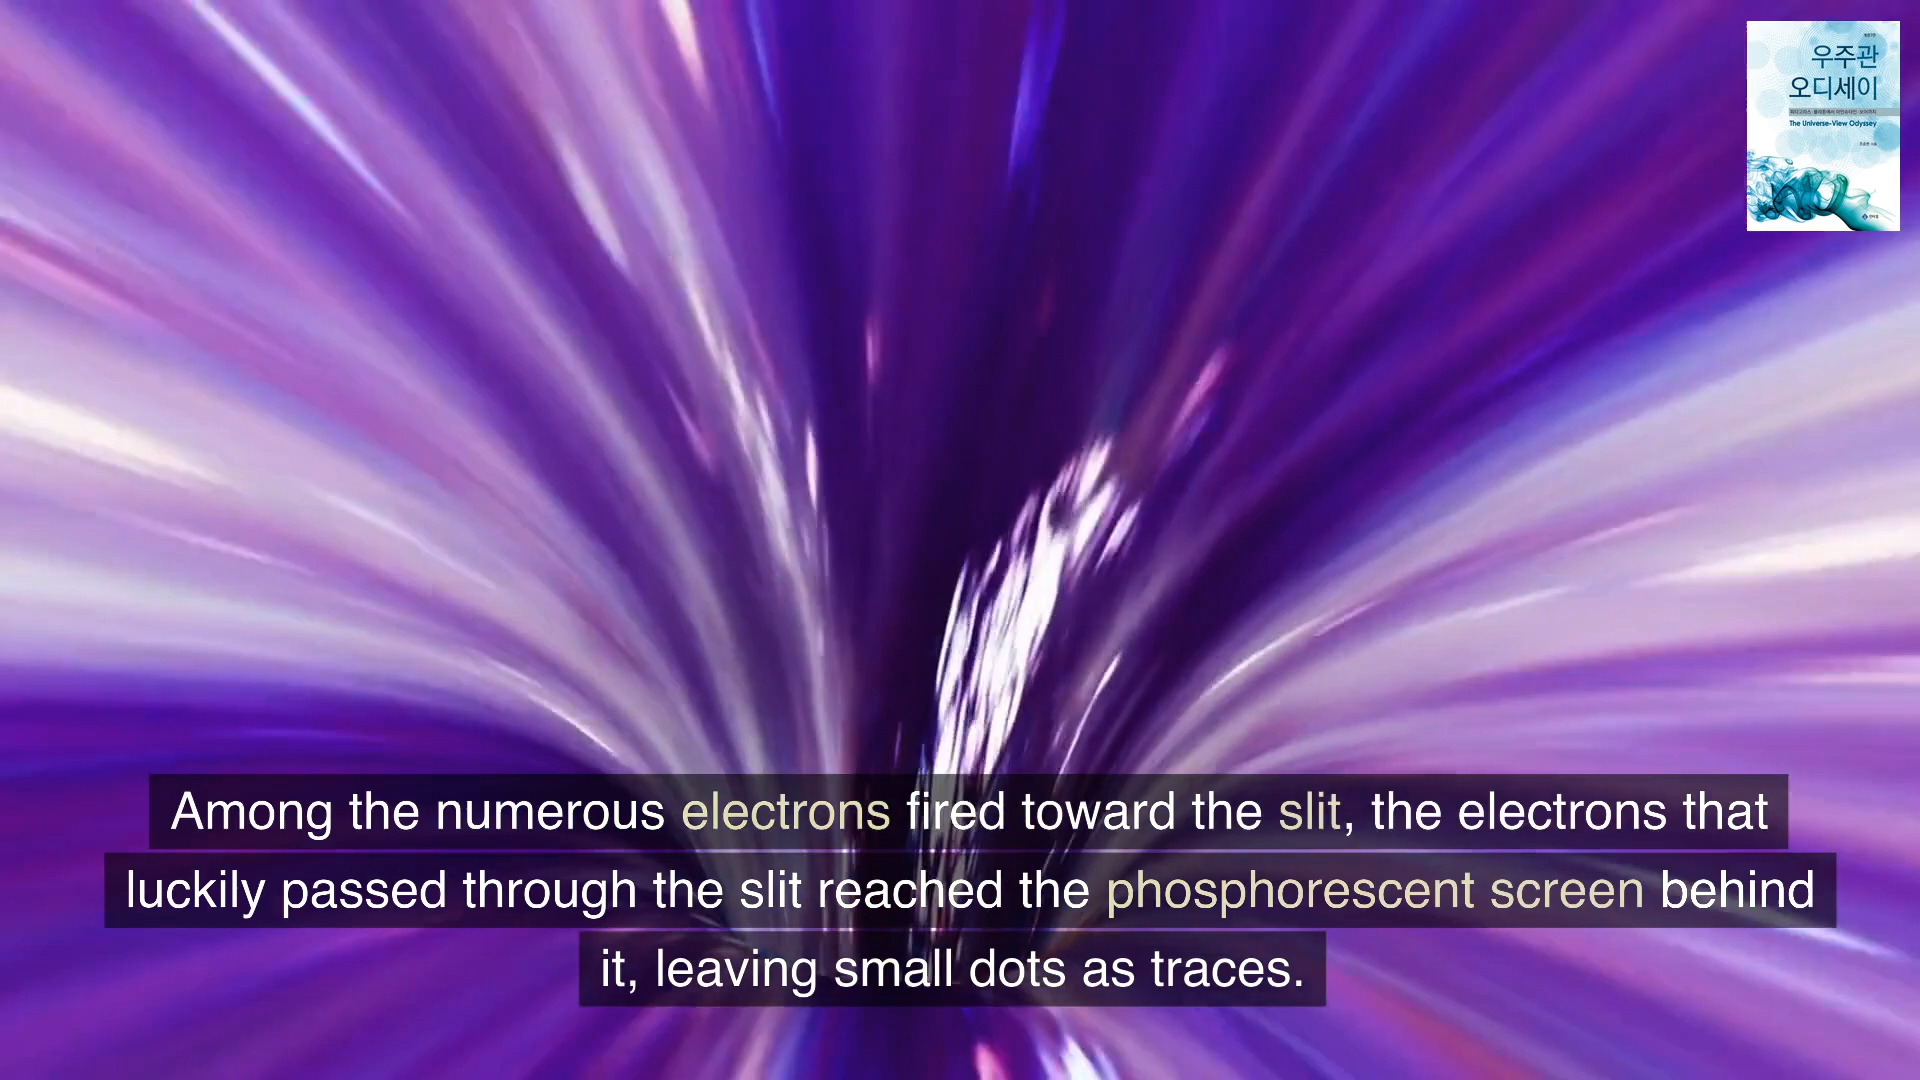 우주관
오디세이
The Universe-View Odyssey
Among the numerous electrons fired toward the slit, the electrons that
luckily passed through the slit reached the phosphorescent screen behind
it, leaving small dots as traces.